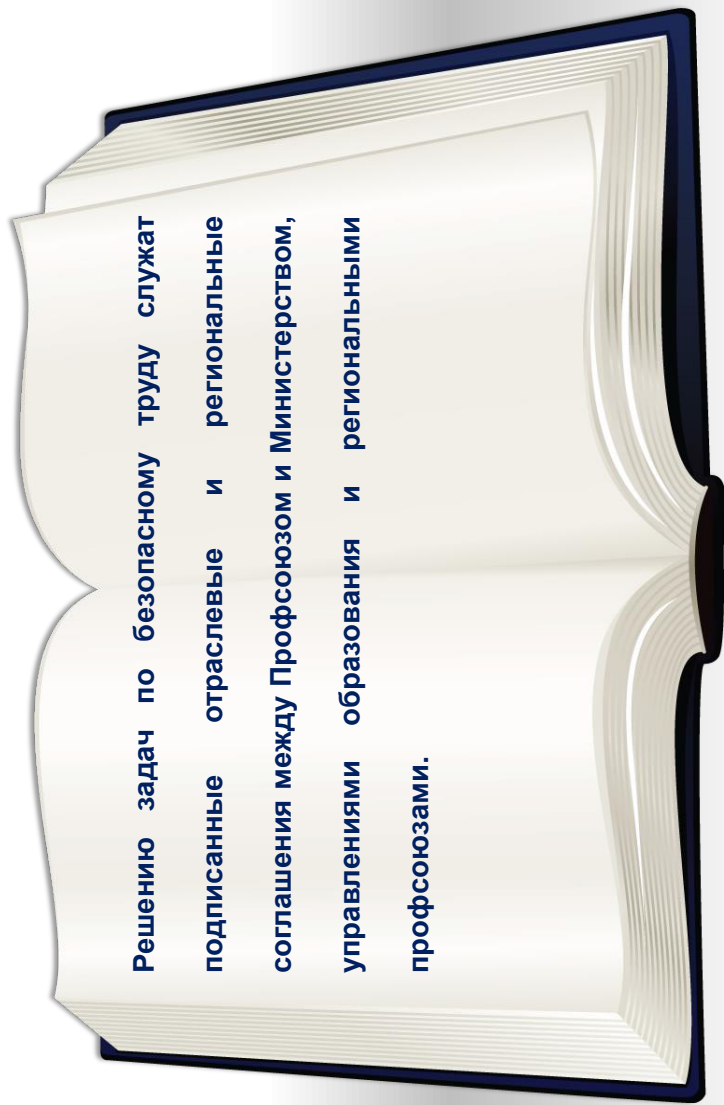 Решению задач по безопасному труду служат
подписанные отраслевые и региональные
соглашения между Профсоюзом и Министерством,
управлениями образования и региональными
профсоюзами.